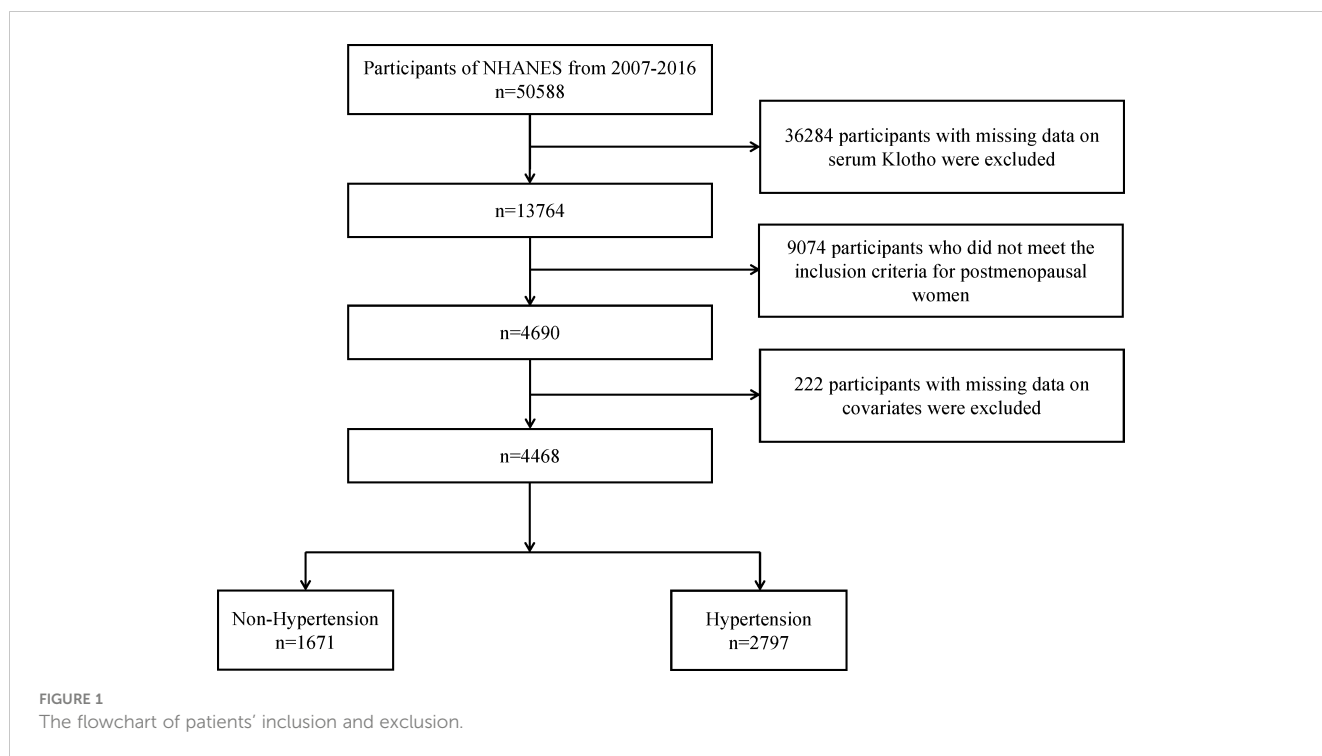 Participants of NHANES from 2007-2016
n=50588
36284 participants with missing data on
serum Klotho were excluded
n=13764
9074 participants who did not meet the
inclusion criteria for postmenopausal
women
n=4690
222 participants with missing data on
covariates were excluded
n=4468
Non-Hypertension
n=1671
Hypertension
n=2797
FIGURE 1
The flowchart of patients’ inclusion and exclusion.